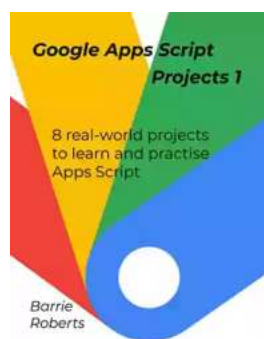 Google Apps Script
Projects 1
8 real-world projects
to learn and practise
Apps Script
Barrie
Roberts